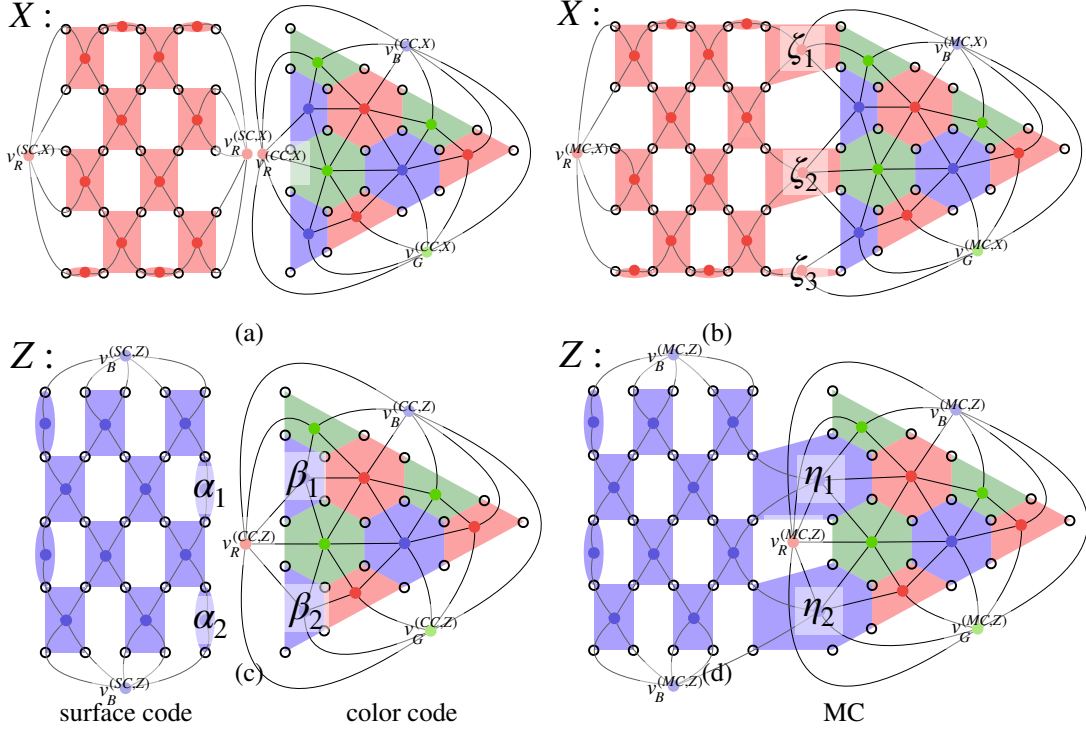 X :
v_B^{(CC,X)}
v_R^{(SC,X)}
v_R^{(SC,X)}
v_R^{(CC,X)}
v_G^{(CC,X)}
(a)
ζ₁
v_B^{(MC,X)}
v_R^{(MC,X)}
ζ₂
v_G^{(MC,X)}
ζ₃
(b)
Z :
v_B^{(SC,Z)}
v_B^{(CC,Z)}
α₁
β₁
v_R^{(CC,Z)}
α₂
β₂
v_G^{(CC,Z)}
v_B^{(SC,Z)}
(c)
surface code
color code
Z :
v_B^{(MC,Z)}
v_B^{(MC,Z)}
η₁
v_R^{(MC,Z)}
η₂
v_G^{(MC,Z)}
v_B^{(MC,Z)}
(d)
MC